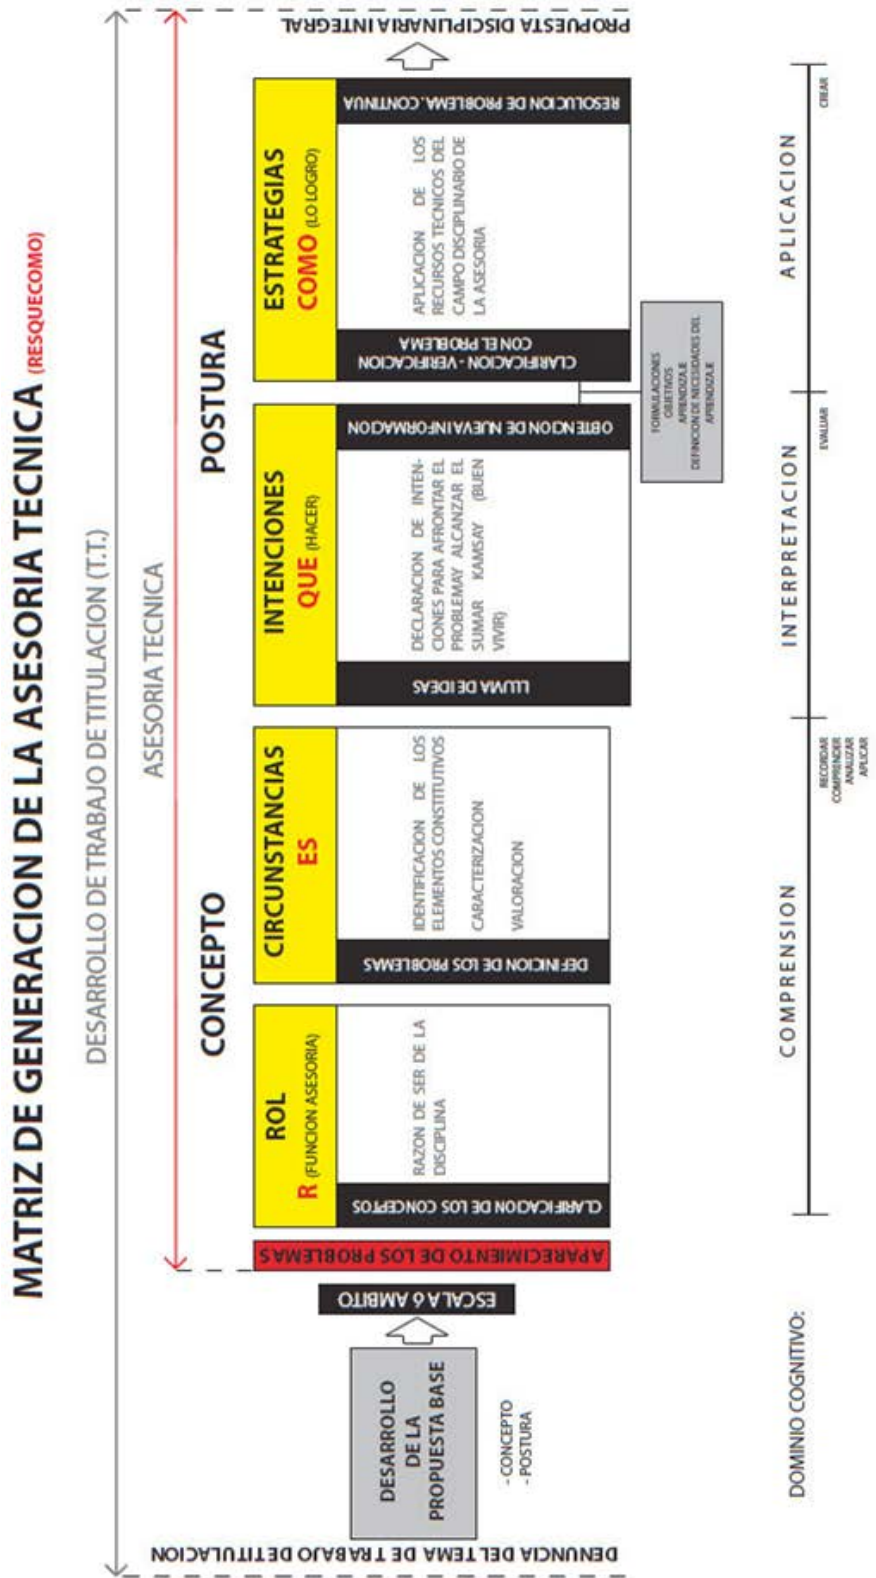 MATRIZ DE GENERACION DE LA ASESORIA TECNICA (RESQUECOMO)
DESARROLLO DE TRABAJO DE TITULACION (T.T.)
ASESORIA TECNICA
DENUNCIA DEL TEMA DE TRABAJO DE TITULACION
DESARROLLO
DE LA
PROPUESTA BASE
- CONCEPTO
- POSTURA
ESCALA Ó AMBITO
APARECIMIENTO DE LOS PROBLEMAS
CONCEPTO
ROL
R (FUNCION ASESORIA)
CLARIFICACION DE LOS CONCEPTOS
RAZON DE SER DE LA
DISCIPLINA
CIRCUNSTANCIAS
ES
DEFINICION DE LOS PROBLEMAS
IDENTIFICACION DE LOS
ELEMENTOS CONSTITUTIVOS
CARACTERIZACION
VALORACION
POSTURA
INTENCIONES
QUE (HACER)
LLUVIA DE IDEAS
DECLARACION DE INTEN-
CIONES PARA AFRONTAR EL
PROBLEMAY ALCANZAR EL
SUMAR KAMSAY (BUEN
VIVIR)
OBTENCION DE NUEVA INFORMACION
ESTRATEGIAS
COMO (LO LOGRO)
CLARIFICACION - VERIFICACION
CON EL PROBLEMA
APLICACION DE LOS
RECURSOS TECNICOS DEL
CAMPO DISCIPLINARIO DE
LA ASESORIA
RESOLUCION DE PROBLEMA. CONTINUA
PROPUESTA DISCIPLINARIA INTEGRAL
FORMULACIONES
OBJETIVOS
APRENDIZAJE
DEFINICION DE NECESIDADES DEL
APRENDIZAJE
DOMINIO COGNITIVO:
COMPRENSION
INTERPRETACION
APLICACION
RECORDAR
COMPRENDER
ANALIZAR
APLICAR
EVALUAR
CREAR